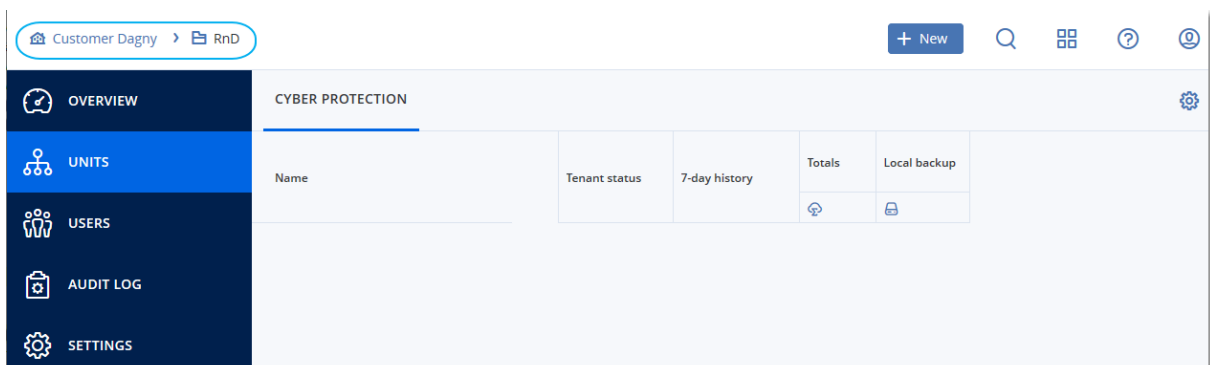 Customer Dagny > RnD
+ New
OVERVIEW
UNITS
USERS
AUDIT LOG
SETTINGS
CYBER PROTECTION
Name
Tenant status
7-day history
Totals
Local backup